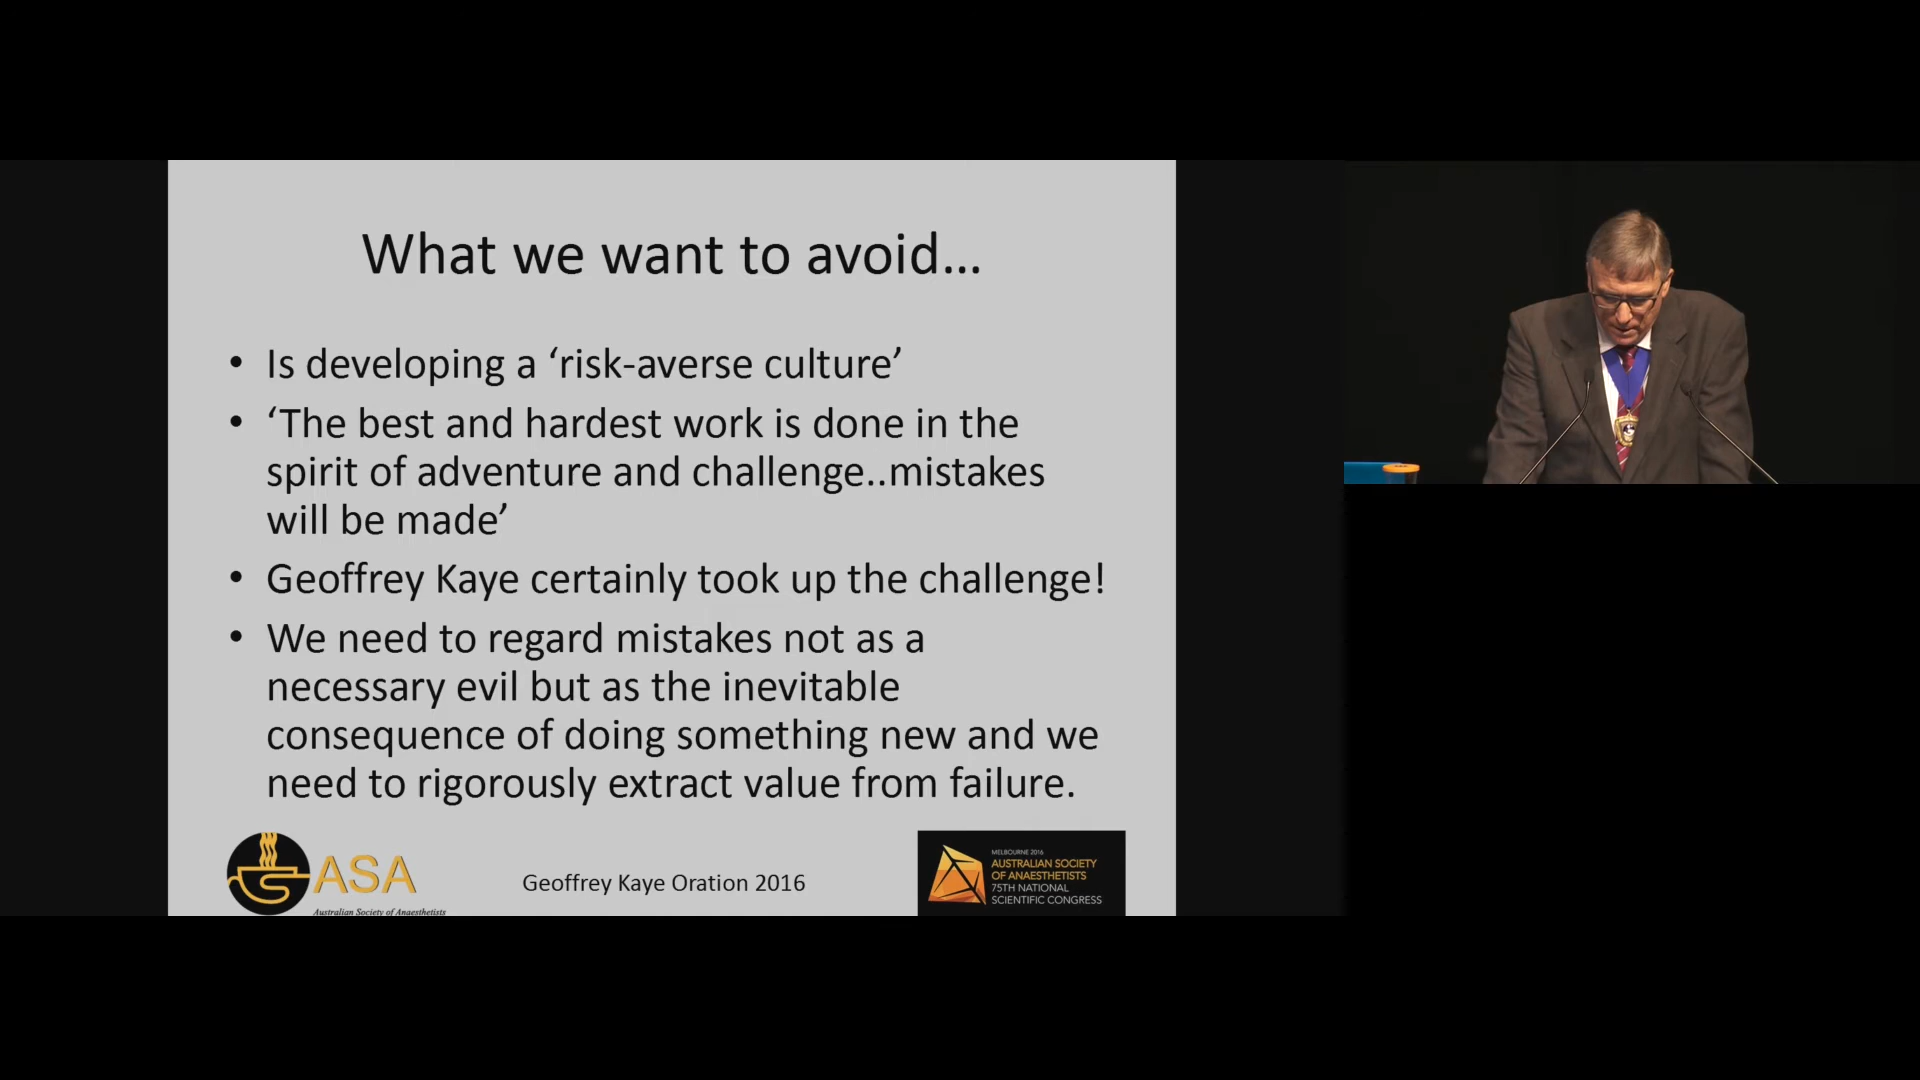 What we want to avoid…
• Is developing a ‘risk-averse culture’
• ‘The best and hardest work is done in the
spirit of adventure and challenge..mistakes
will be made’
• Geoffrey Kaye certainly took up the challenge!
• We need to regard mistakes not as a
necessary evil but as the inevitable
consequence of doing something new and we
need to rigorously extract value from failure.
ASA
Australian Society of Anaesthetists
Geoffrey Kaye Oration 2016
MELBOURNE 2016
AUSTRALIAN SOCIETY
OF ANAESTHETISTS
75TH NATIONAL
SCIENTIFIC CONGRESS